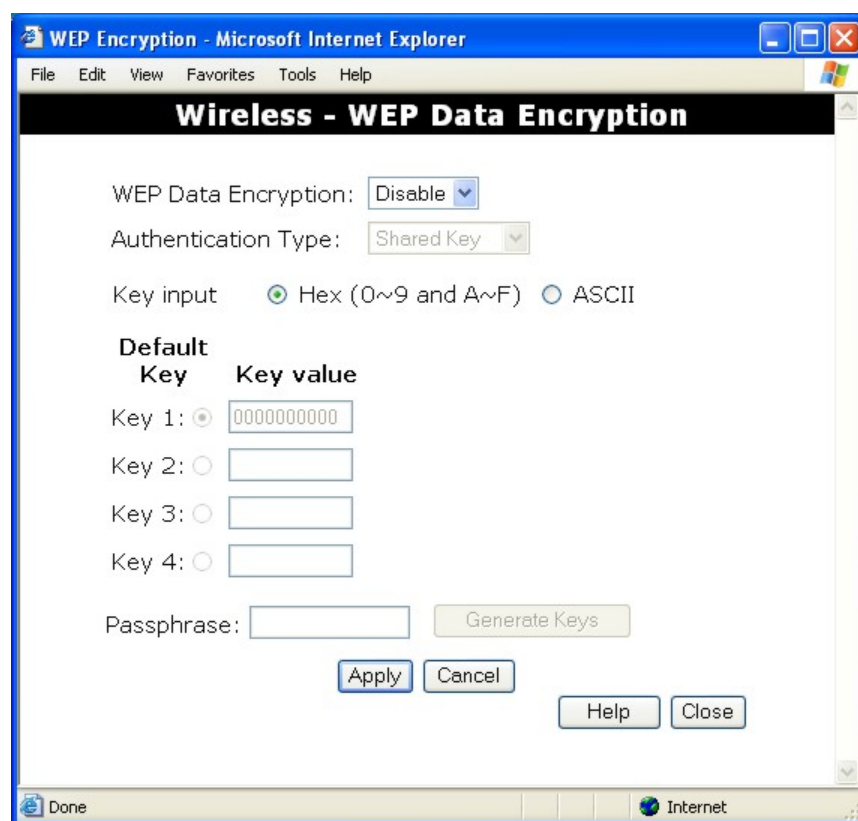 WEP Encryption - Microsoft Internet Explorer
File Edit View Favorites Tools Help
Wireless - WEP Data Encryption
WEP Data Encryption: Disable
Authentication Type: Shared Key
Key input Hex (0~9 and A~F) ASCII
Default
Key Key value
Key 1: 0000000000
Key 2:
Key 3:
Key 4:
Passphrase: Generate Keys
Apply Cancel
Help Close
Done Internet